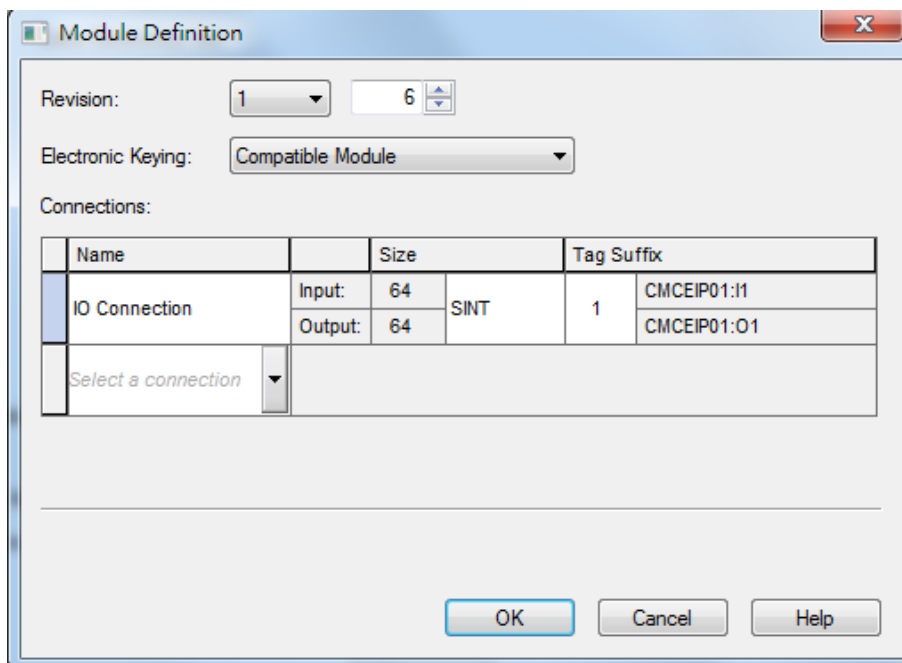 Module Definition
Revision: 1 6
Electronic Keying: Compatible Module
Connections:
Name Size Tag Suffix
IO Connection Input: 64 SINT 1 CMCEIP01:I1
Output: 64 CMCEIP01:O1
Select a connection
OK Cancel Help